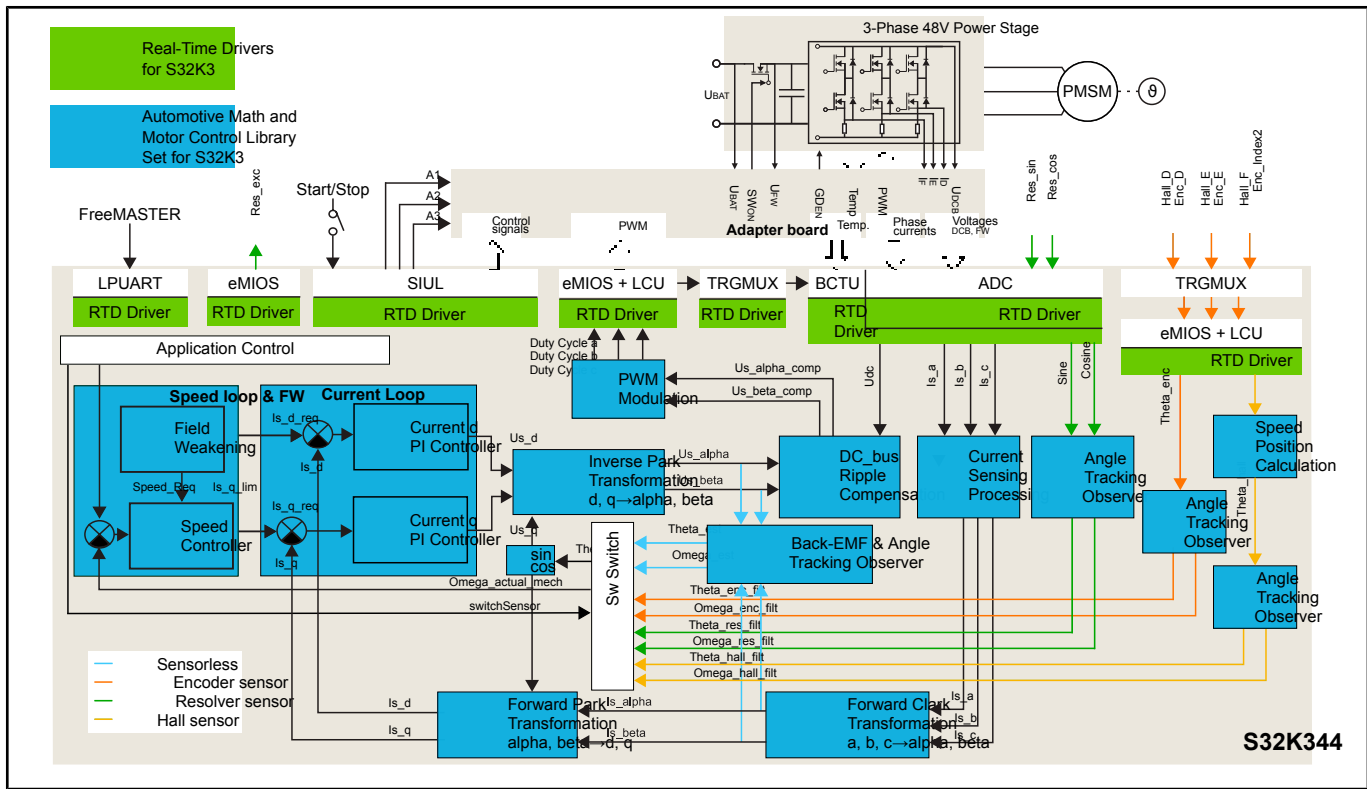 3-Phase 48V Power Stage
Real-Time Drivers
for S32K3
UBAT
PMSM
ϑ
Automotive Math and
Motor Control Library
Set for S32K3
Res_exc
Start/Stop
FreeMASTER
A1
A2
A3
UBAT
SWON
UFW
GDEN
Temp
PWM
IF
IE
ID
UDCB
Res_sin
Res_cos
Hall_D
Enc_D
Hall_E
Enc_E
Hall_F
Enc_Index2
Control
signals
PWM
Adapter board
Temp.
Phase
currents
Voltages
DCB, FW
LPUART
RTD Driver
eMIOS
RTD Driver
SIUL
RTD Driver
eMIOS + LCU
RTD Driver
TRGMUX
RTD Driver
BCTU
RTD
Driver
ADC
RTD Driver
TRGMUX
eMIOS + LCU
RTD Driver
Application Control
Duty Cycle a
Duty Cycle b
Duty Cycle
PWM
Modulation
Us_alpha_comp
Us_beta_comp
Udc
Is_a
Is_b
Is_c
Sine
Cosine
Theta_enc
Speed loop & FW
Current Loop
Field
Weakening
Is_d_req
Is_d
Current d
PI Controller
Us_d
Speed_Req
Is_q_lim
Is_q_req
Is_q
Speed
Controller
Current q
PI Controller
Us_q
Inverse Park
Transformation
d, q→alpha, beta
Us_alpha
Us_beta
DC_bus
Ripple
Compensation
Current
Sensing
Processing
Angle
Tracking
Observe
Speed
Position
Calculation
Angle
Tracking
Observer
Angle
Tracking
Observer
sin
cos
Sw Switch
Back-EMF & Angle
Tracking Observer
Omega_actual_mech
switchSensor
Theta_enc_filt
Omega_enc_filt
Theta_res_filt
Omega_res_filt
Theta_hall_filt
Omega_hall_filt
Sensorless
Encoder sensor
Resolver sensor
Hall sensor
Is_d
Is_q
Forward Park
Transformation
alpha, beta→d, q
Is_alpha
Is_beta
Forward Clark
Transformation
a, b, c→alpha, beta
Is_a
Is_b
Is_c
S32K344